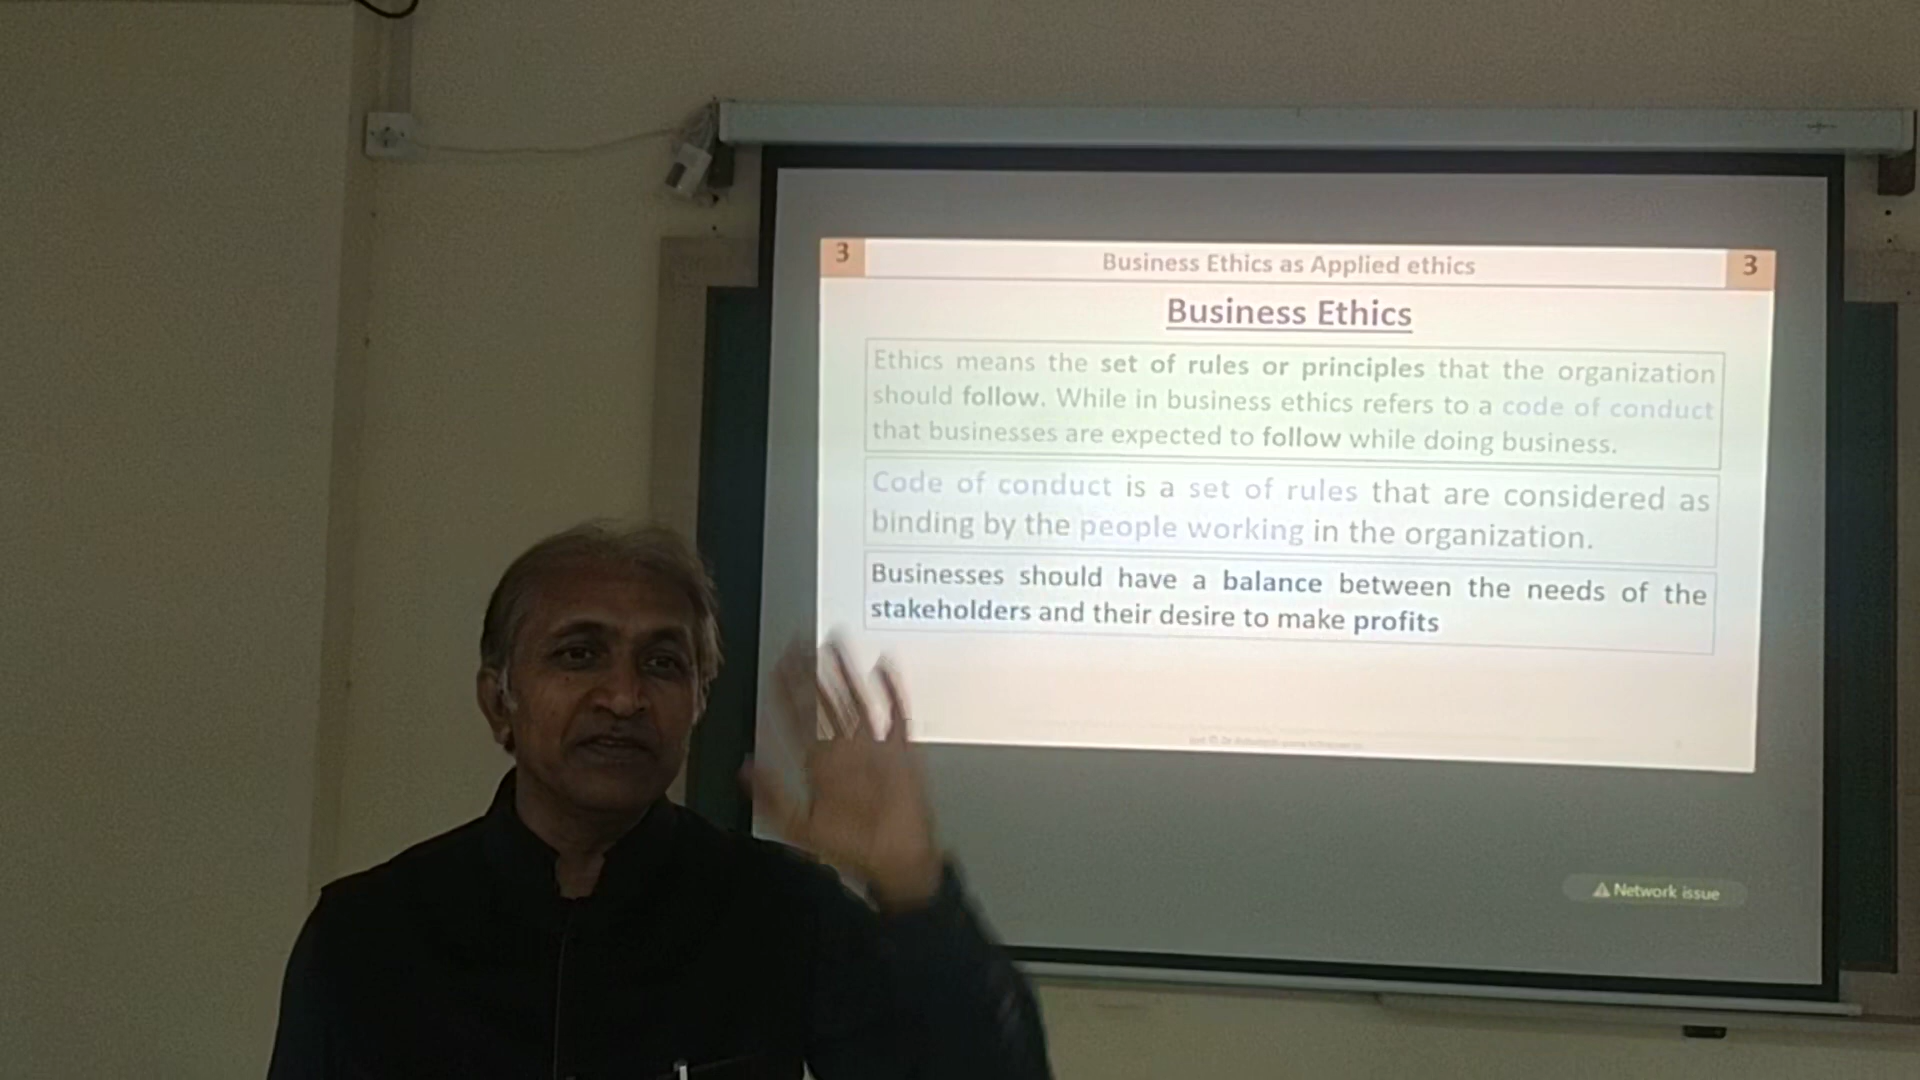 3 Business Ethics as Applied ethics 3
Business Ethics
Ethics means the set of rules or principles that the organization
should follow. While in business ethics refers to a code of conduct
that businesses are expected to follow while doing business.
Code of conduct is a set of rules that are considered as
binding by the people working in the organization.
Businesses should have a balance between the needs of the
stakeholders and their desire to make profits
Network issue